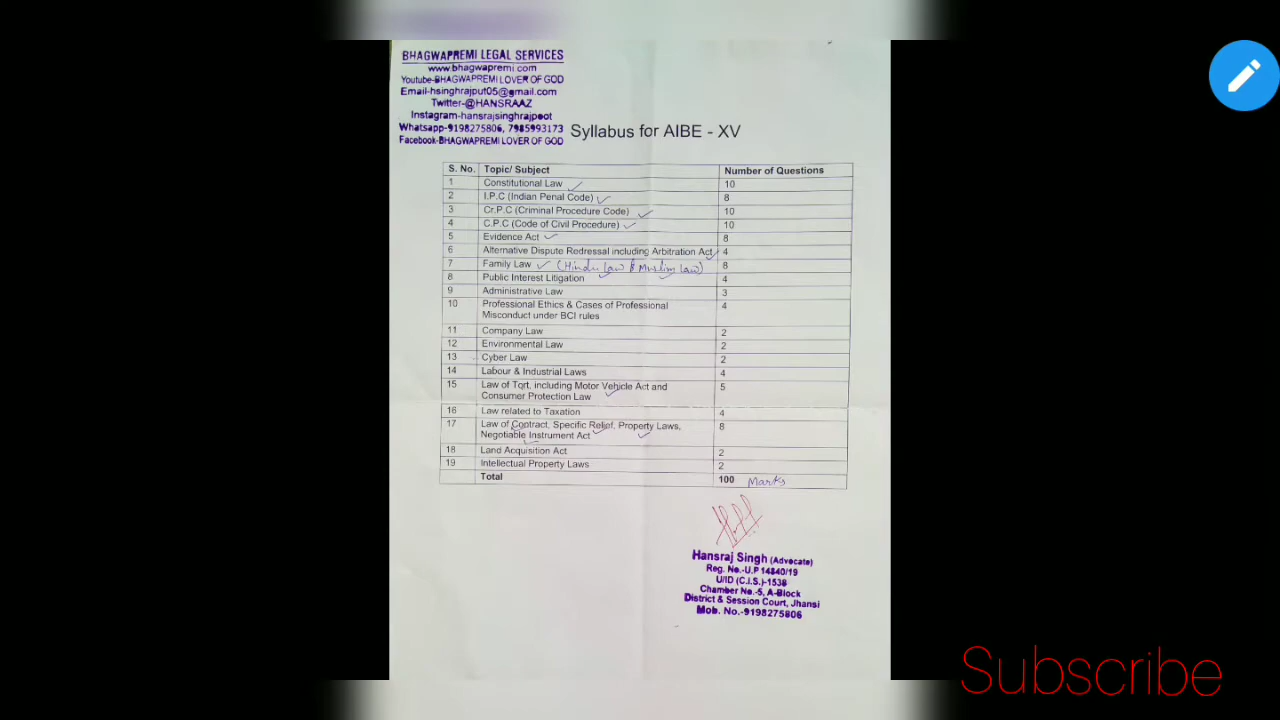 BHAGWAPREMI LEGAL SERVICES
www.bhagwapremi.com
Youtube-BHAGWAPREMI LOVER OF GOD
Email-hsinghrajput05@gmail.com
Twitter-@HANSRAAZ
Instagram-hansrajsinghrajpoot
Whatsapp-9198275806, 7985993173
Facebook-BHAGWAPREMI LOVER OF GOD
Syllabus for AIBE - XV
S. No. Topic/ Subject Number of Questions
1 Constitutional Law 10
2 I.P.C (Indian Penal Code) 8
3 Cr.P.C (Criminal Procedure Code) 10
4 C.P.C (Code of Civil Procedure) 10
5 Evidence Act 8
6 Alternative Dispute Redressal including Arbitration Act 4
7 Family Law (Hindu Law & Muslim Law) 8
8 Public Interest Litigation 4
9 Administrative Law 3
10 Professional Ethics & Cases of Professional 4
Misconduct under BCI rules
11 Company Law 2
12 Environmental Law 2
13 Cyber Law 2
14 Labour & Industrial Laws 4
15 Law of Tort, including Motor Vehicle Act and 5
Consumer Protection Law
16 Law related to Taxation 4
17 Law of Contract, Specific Relief, Property Laws, 8
Negotiable Instrument Act
18 Land Acquisition Act 2
19 Intellectual Property Laws 2
Total 100 Marks
Hansraj Singh (Advocate)
Reg. No.-U.P 14840/19
U/ID (C.I.S.)-1538
Chamber No.-5, A-Block
District & Session Court, Jhansi
Mob. No.-9198275806
Subscribe